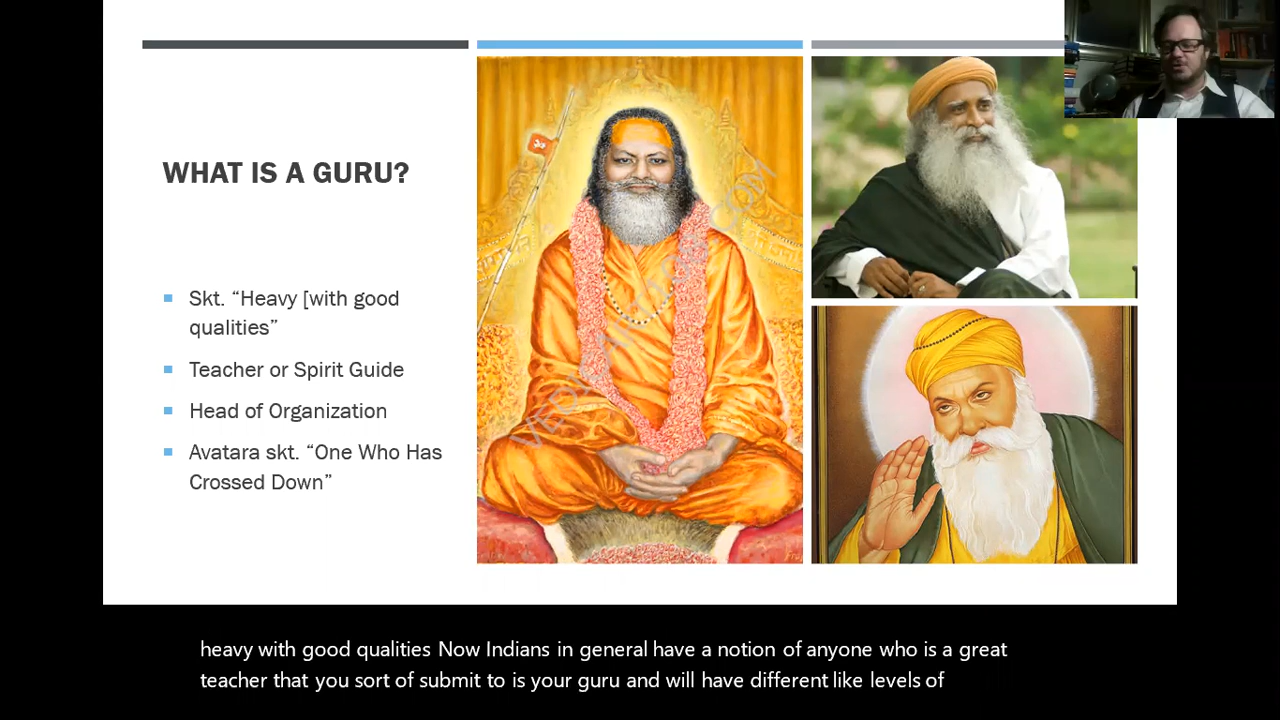 WHAT IS A GURU?
Skt. “Heavy [with good
qualities”
Teacher or Spirit Guide
Head of Organization
Avatara skt. “One Who Has
Crossed Down”
heavy with good qualities Now Indians in general have a notion of anyone who is a great
teacher that you sort of submit to is your guru and will have different like levels of